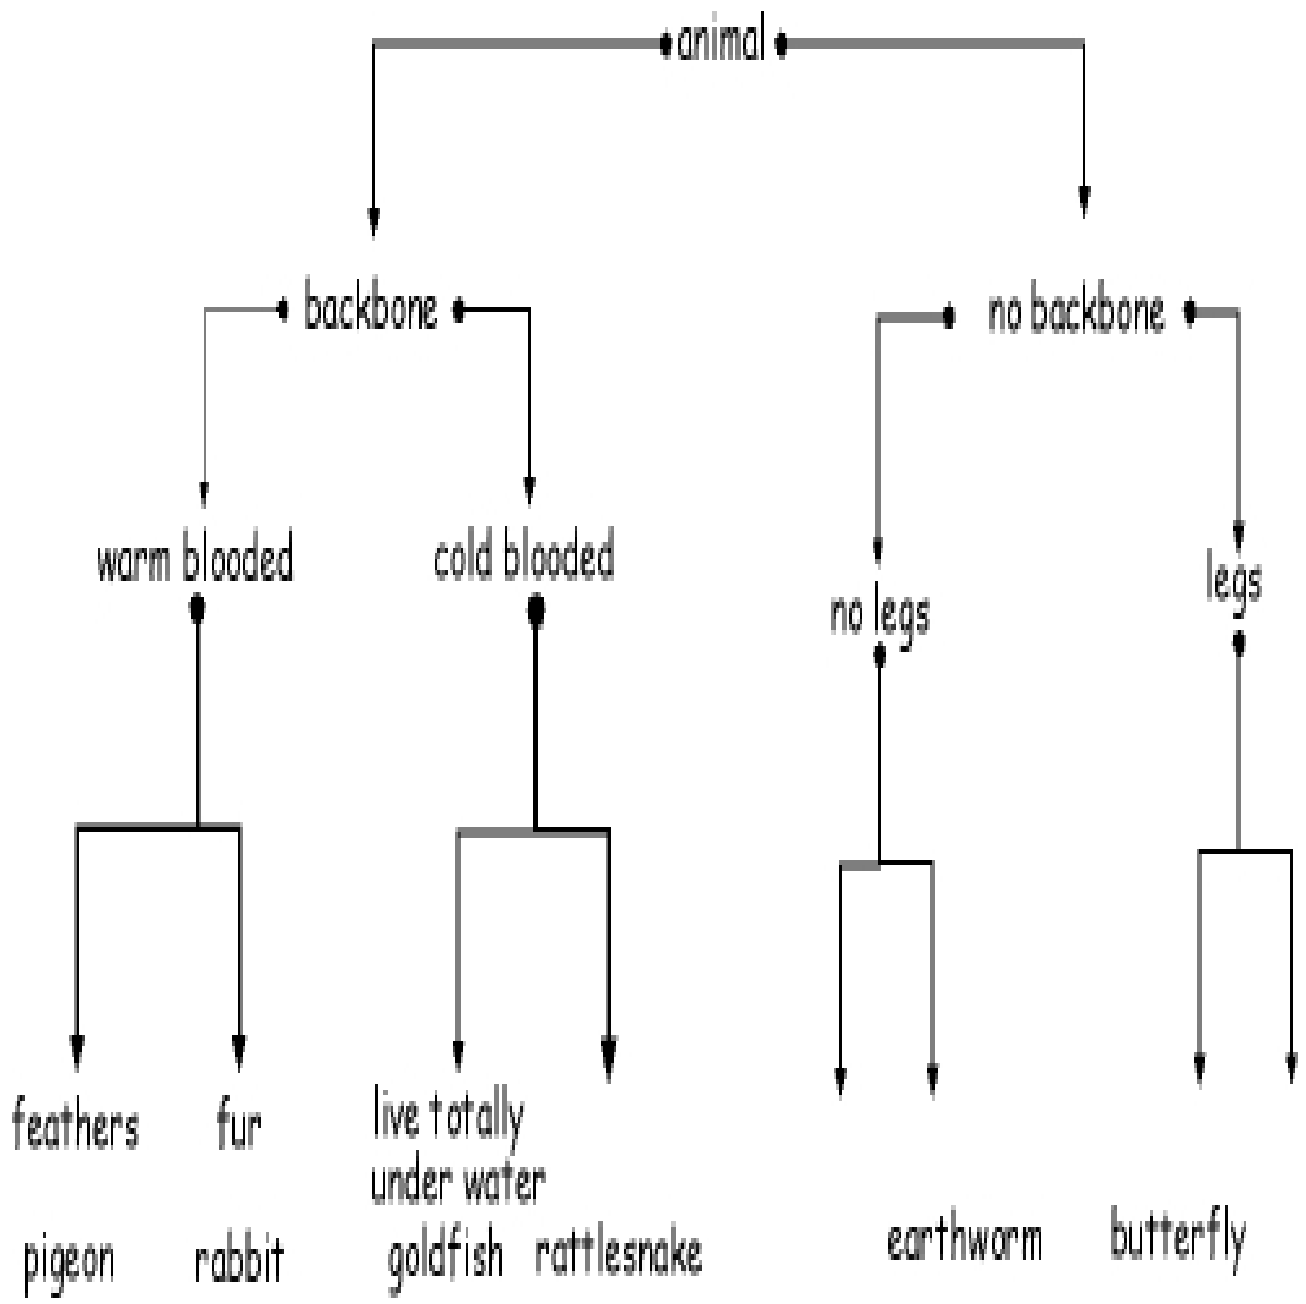 animal
backbone
no backbone
warm blooded
cold blooded
no legs
legs
feathers
fur
live totally
under water
pigeon
rabbit
goldfish
rattlesnake
earthworm
butterfly